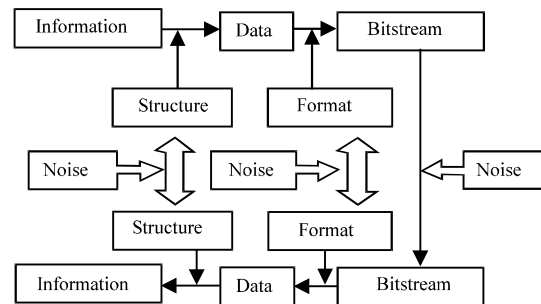 Information
Data
Bitstream
Structure
Format
Noise
Noise
Noise
Structure
Format
Information
Data
Bitstream